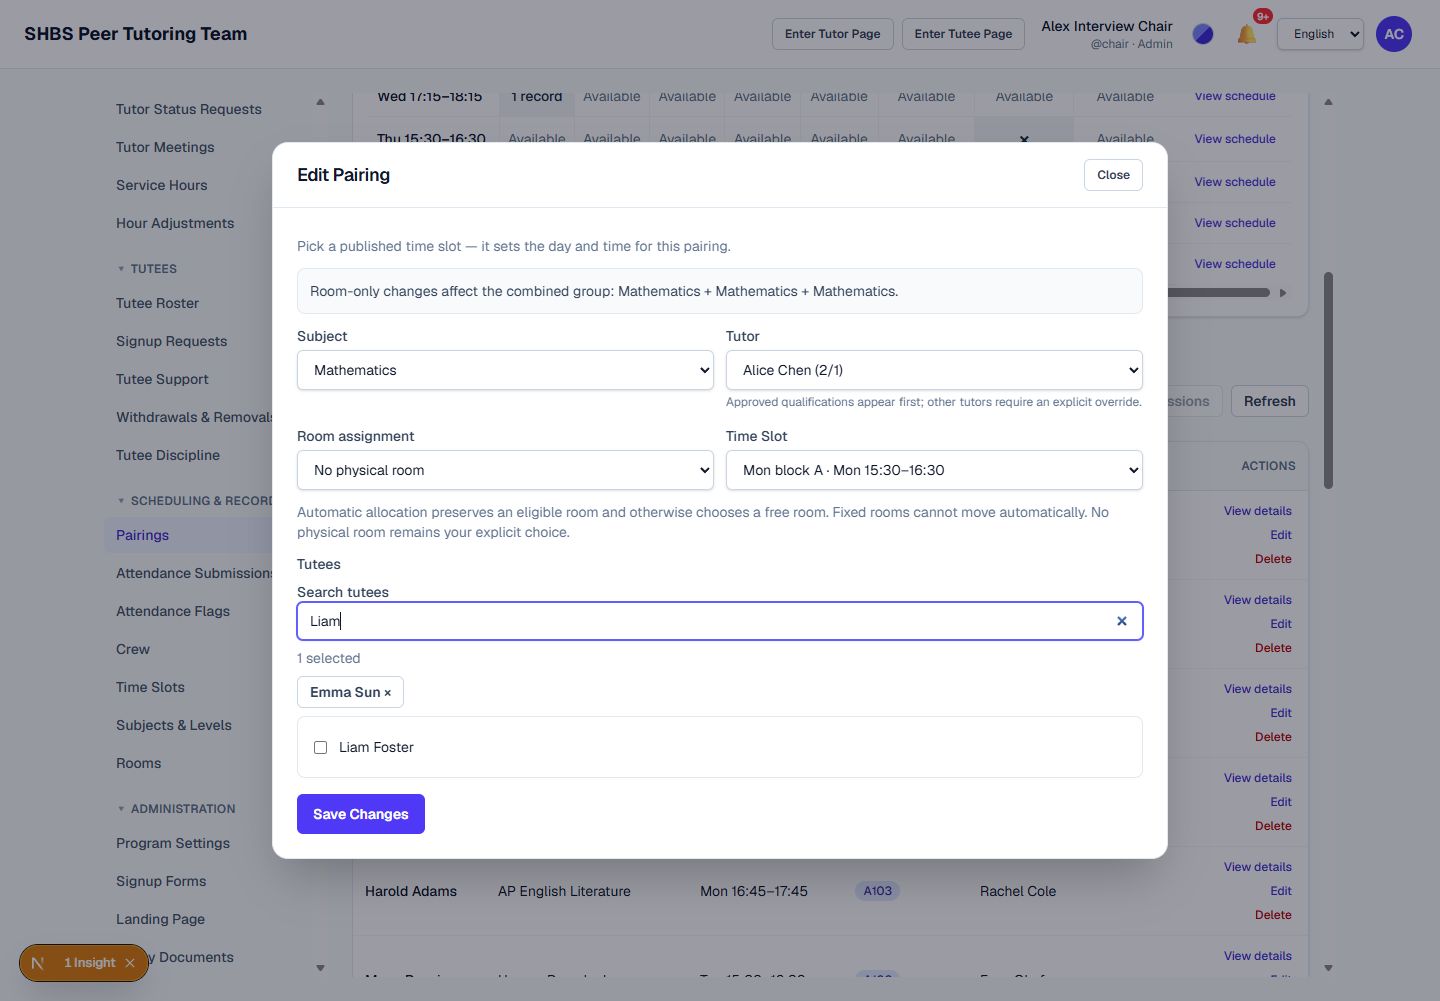 SHBS Peer Tutoring Team
Enter Tutor Page
Enter Tutee Page
Alex Interview Chair
@chair · Admin
9+
English
AC
Tutor Status Requests
Tutor Meetings
Service Hours
Hour Adjustments
TUTEES
Tutee Roster
Signup Requests
Tutee Support
Withdrawals & Removals
Tutee Discipline
SCHEDULING & RECORD
Pairings
Attendance Submissions
Attendance Flags
Crew
Time Slots
Subjects & Levels
Rooms
ADMINISTRATION
Program Settings
Signup Forms
Landing Page
y Documents
1 Insight
Wed 17:15–18:15 1 record Available Available Available Available Available Available Available View schedule
Thu 15:30–16:30 Available Available Available Available Available Available × Available View schedule
View schedule
View schedule
View schedule
Edit Pairing
Close
Pick a published time slot — it sets the day and time for this pairing.
Room-only changes affect the combined group: Mathematics + Mathematics + Mathematics.
Subject
Mathematics
Tutor
Alice Chen (2/1)
Approved qualifications appear first; other tutors require an explicit override.
Room assignment
No physical room
Time Slot
Mon block A · Mon 15:30–16:30
Automatic allocation preserves an eligible room and otherwise chooses a free room. Fixed rooms cannot move automatically. No
physical room remains your explicit choice.
Tutees
Search tutees
Liam
1 selected
Emma Sun ×
Liam Foster
Save Changes
ssions
Refresh
ACTIONS
View details
Edit
Delete
View details
Edit
Delete
View details
Edit
Delete
View details
Edit
Delete
Harold Adams AP English Literature Mon 16:45–17:45 A103 Rachel Cole
View details
Edit
Delete
View details